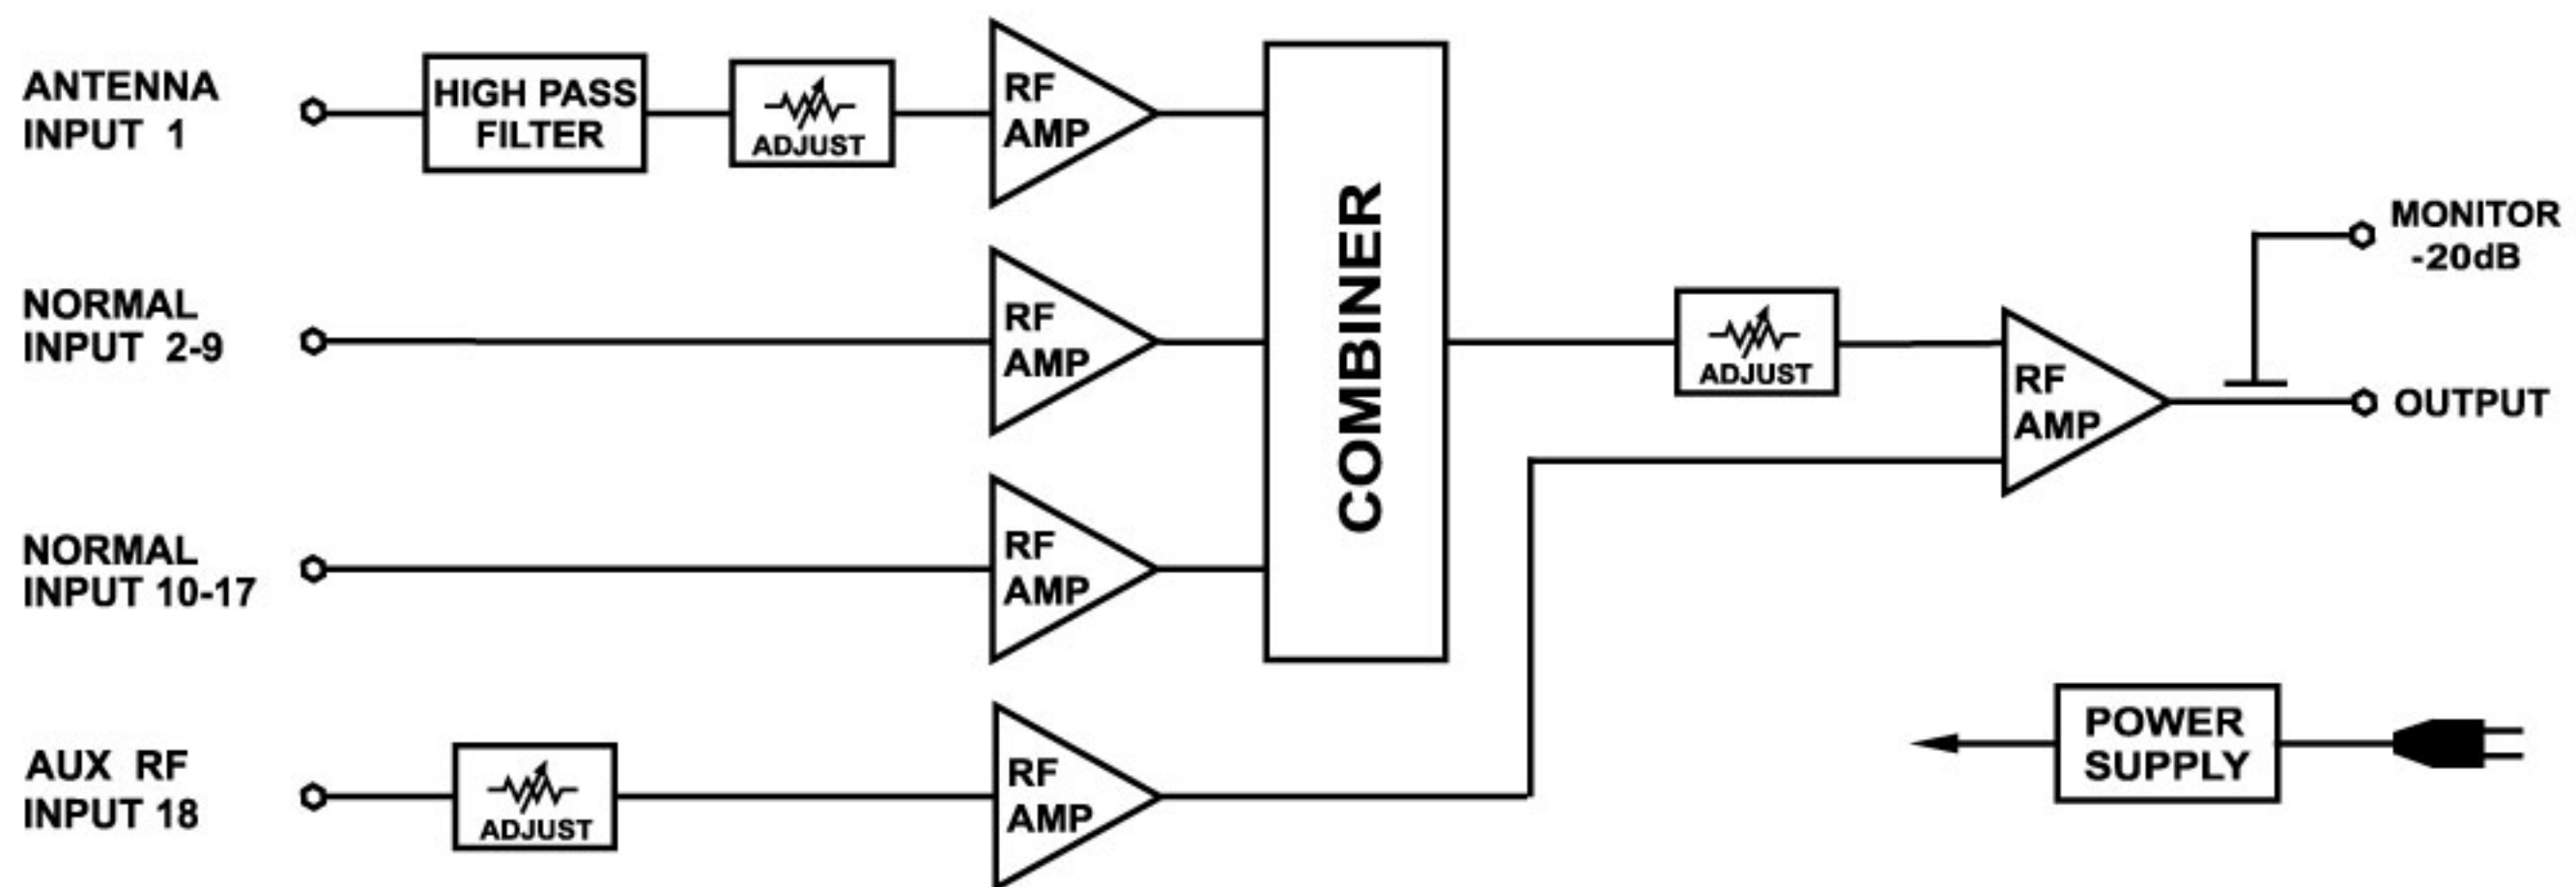 ANTENNA
INPUT 1
HIGH PASS
FILTER
ADJUST
RF
AMP
NORMAL
INPUT 2-9
RF
AMP
NORMAL
INPUT 10-17
RF
AMP
AUX RF
INPUT 18
ADJUST
RF
AMP
COMBINER
ADJUST
RF
AMP
MONITOR
-20dB
OUTPUT
POWER
SUPPLY